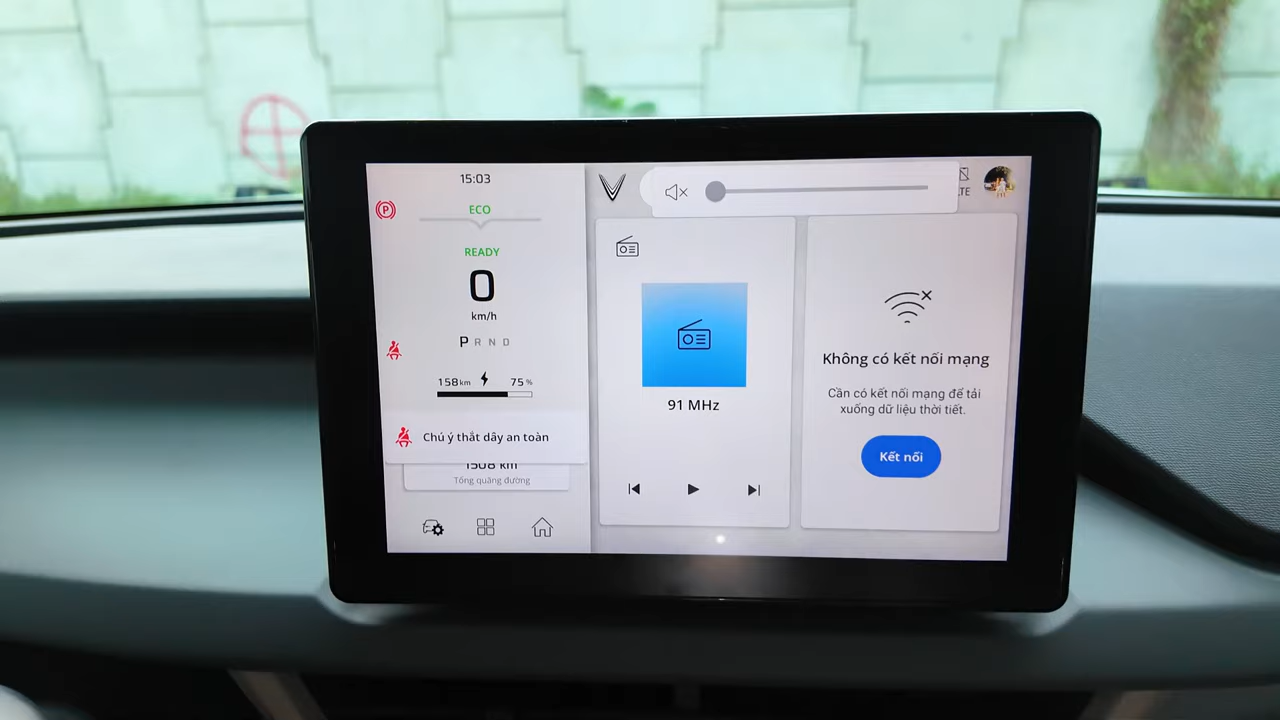 15:03
P
ECO
READY
0
km/h
P R N D
158 km 75 %
Chú ý thắt dây an toàn
1508 km
Tổng quãng đường
LTE
91 MHz
Không có kết nối mạng
Cần có kết nối mạng để tải
xuống dữ liệu thời tiết.
Kết nối